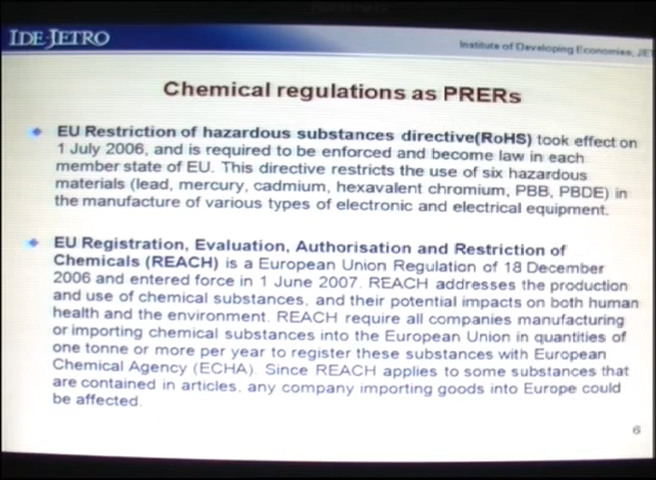 IDE-JETRO
Institute of Developing Economies, JET
Chemical regulations as PRERs
EU Restriction of hazardous substances directive(RoHS) took effect on
1 July 2006, and is required to be enforced and become law in each
member state of EU. This directive restricts the use of six hazardous
materials (lead, mercury, cadmium, hexavalent chromium, PBB, PBDE) in
the manufacture of various types of electronic and electrical equipment.
EU Registration, Evaluation, Authorisation and Restriction of
Chemicals (REACH) is a European Union Regulation of 18 December
2006 and entered force in 1 June 2007. REACH addresses the production
and use of chemical substances, and their potential impacts on both human
health and the environment. REACH require all companies manufacturing
or importing chemical substances into the European Union in quantities of
one tonne or more per year to register these substances with European
Chemical Agency (ECHA). Since REACH applies to some substances that
are contained in articles, any company importing goods into Europe could
be affected.
6